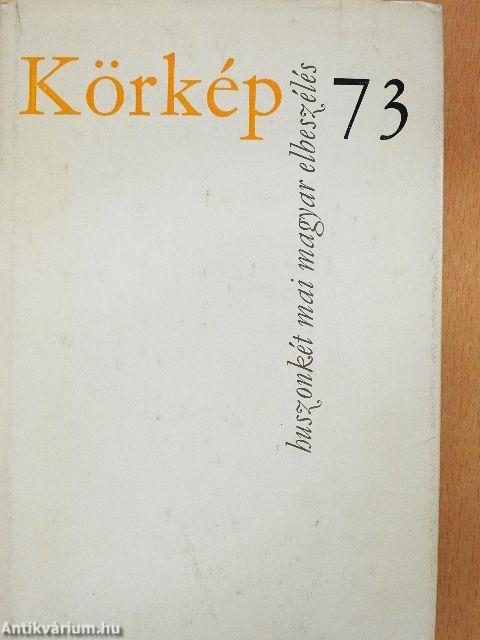 Körkép 73
huszonkét mai magyar elbeszélés
Antikvárium.hu